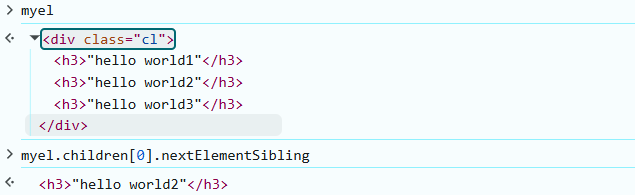 myel
<div class="cl">
<h3>"hello world1"</h3>
<h3>"hello world2"</h3>
<h3>"hello world3"</h3>
</div>
myel.children[0].nextElementSibling
<h3>"hello world2"</h3>